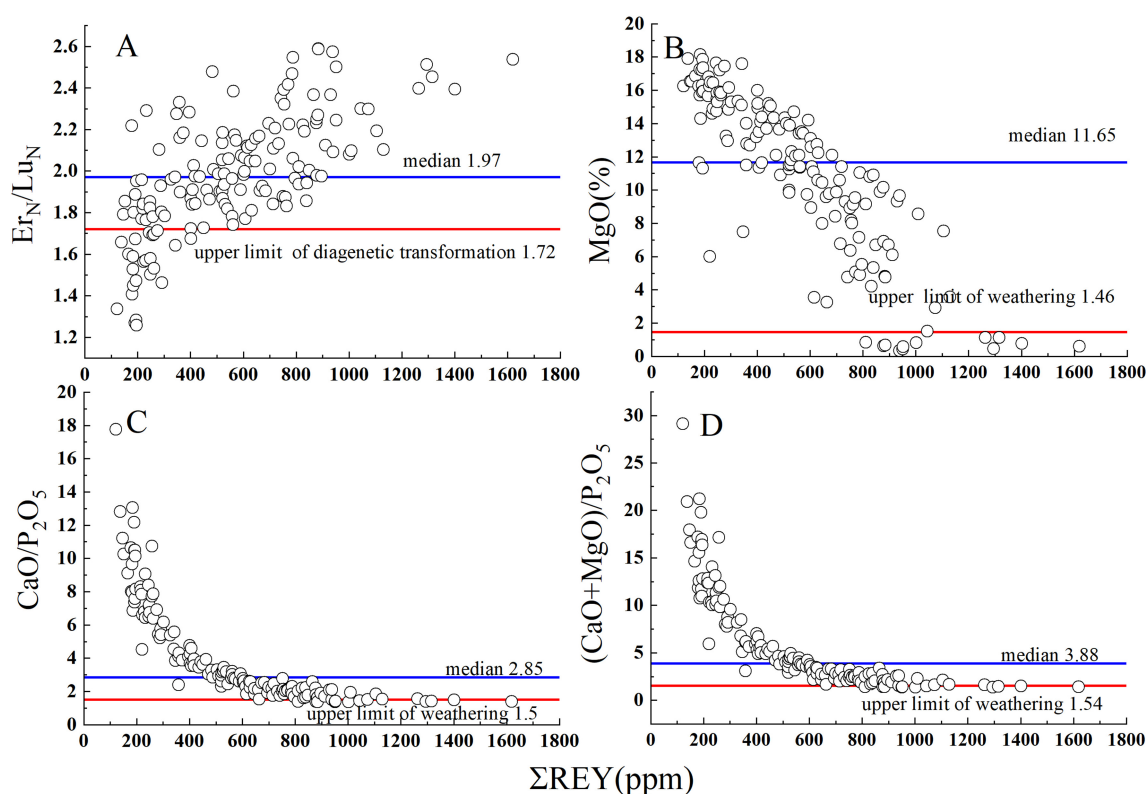 A
Er_N/Lu_N
2.6
2.4
2.2
2.0
1.8
1.6
1.4
1.2
median 1.97
upper limit of diagenetic transformation 1.72
0 200 400 600 800 1000 1200 1400 1600 1800
B
MgO(%)
20
18
16
14
12
10
8
6
4
2
0
median 11.65
upper limit of weathering 1.46
0 200 400 600 800 1000 1200 1400 1600 1800
C
CaO/P₂O₅
20
18
16
14
12
10
8
6
4
2
0
median 2.85
upper limit of weathering 1.5
0 200 400 600 800 1000 1200 1400 1600 1800
D
(CaO+MgO)/P₂O₅
30
25
20
15
10
5
0
median 3.88
upper limit of weathering 1.54
0 200 400 600 800 1000 1200 1400 1600 1800
ΣREY(ppm)